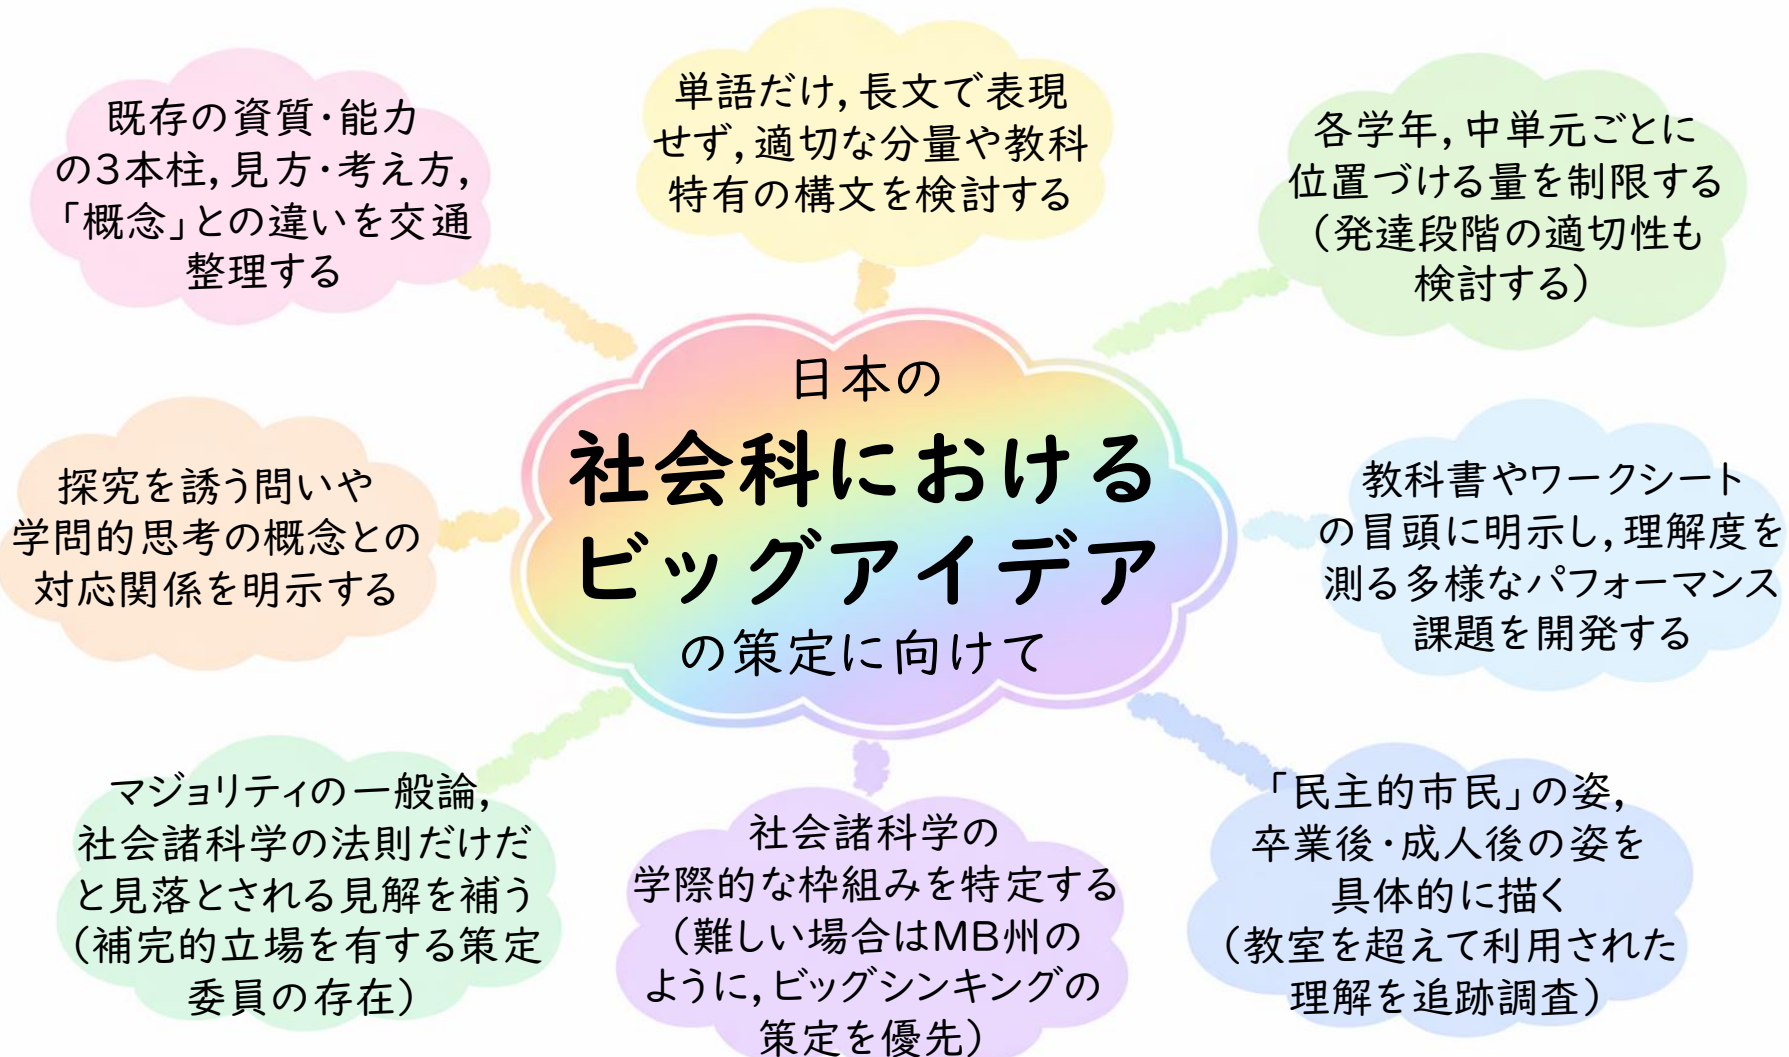 既存の資質・能力
の3本柱,見方・考え方,
「概念」との違いを交通
整理する
単語だけ,長文で表現
せず,適切な分量や教科
特有の構文を検討する
各学年,中単元ごとに
位置づける量を制限する
(発達段階の適切性も
検討する)
日本の
社会科における
ビッグアイデア
の策定に向けて
探究を誘う問いや
学問的思考の概念との
対応関係を明示する
教科書やワークシート
の冒頭に明示し,理解度を
測る多様なパフォーマンス
課題を開発する
マジョリティの一般論,
社会諸科学の法則だけだ
と見落とされる見解を補う
(補完的立場を有する策定
委員の存在)
社会諸科学の
学際的な枠組みを特定する
(難しい場合はMB州の
ように,ビッグシンキングの
策定を優先)
「民主的市民」の姿,
卒業後・成人後の姿を
具体的に描く
(教室を超えて利用された
理解を追跡調査)